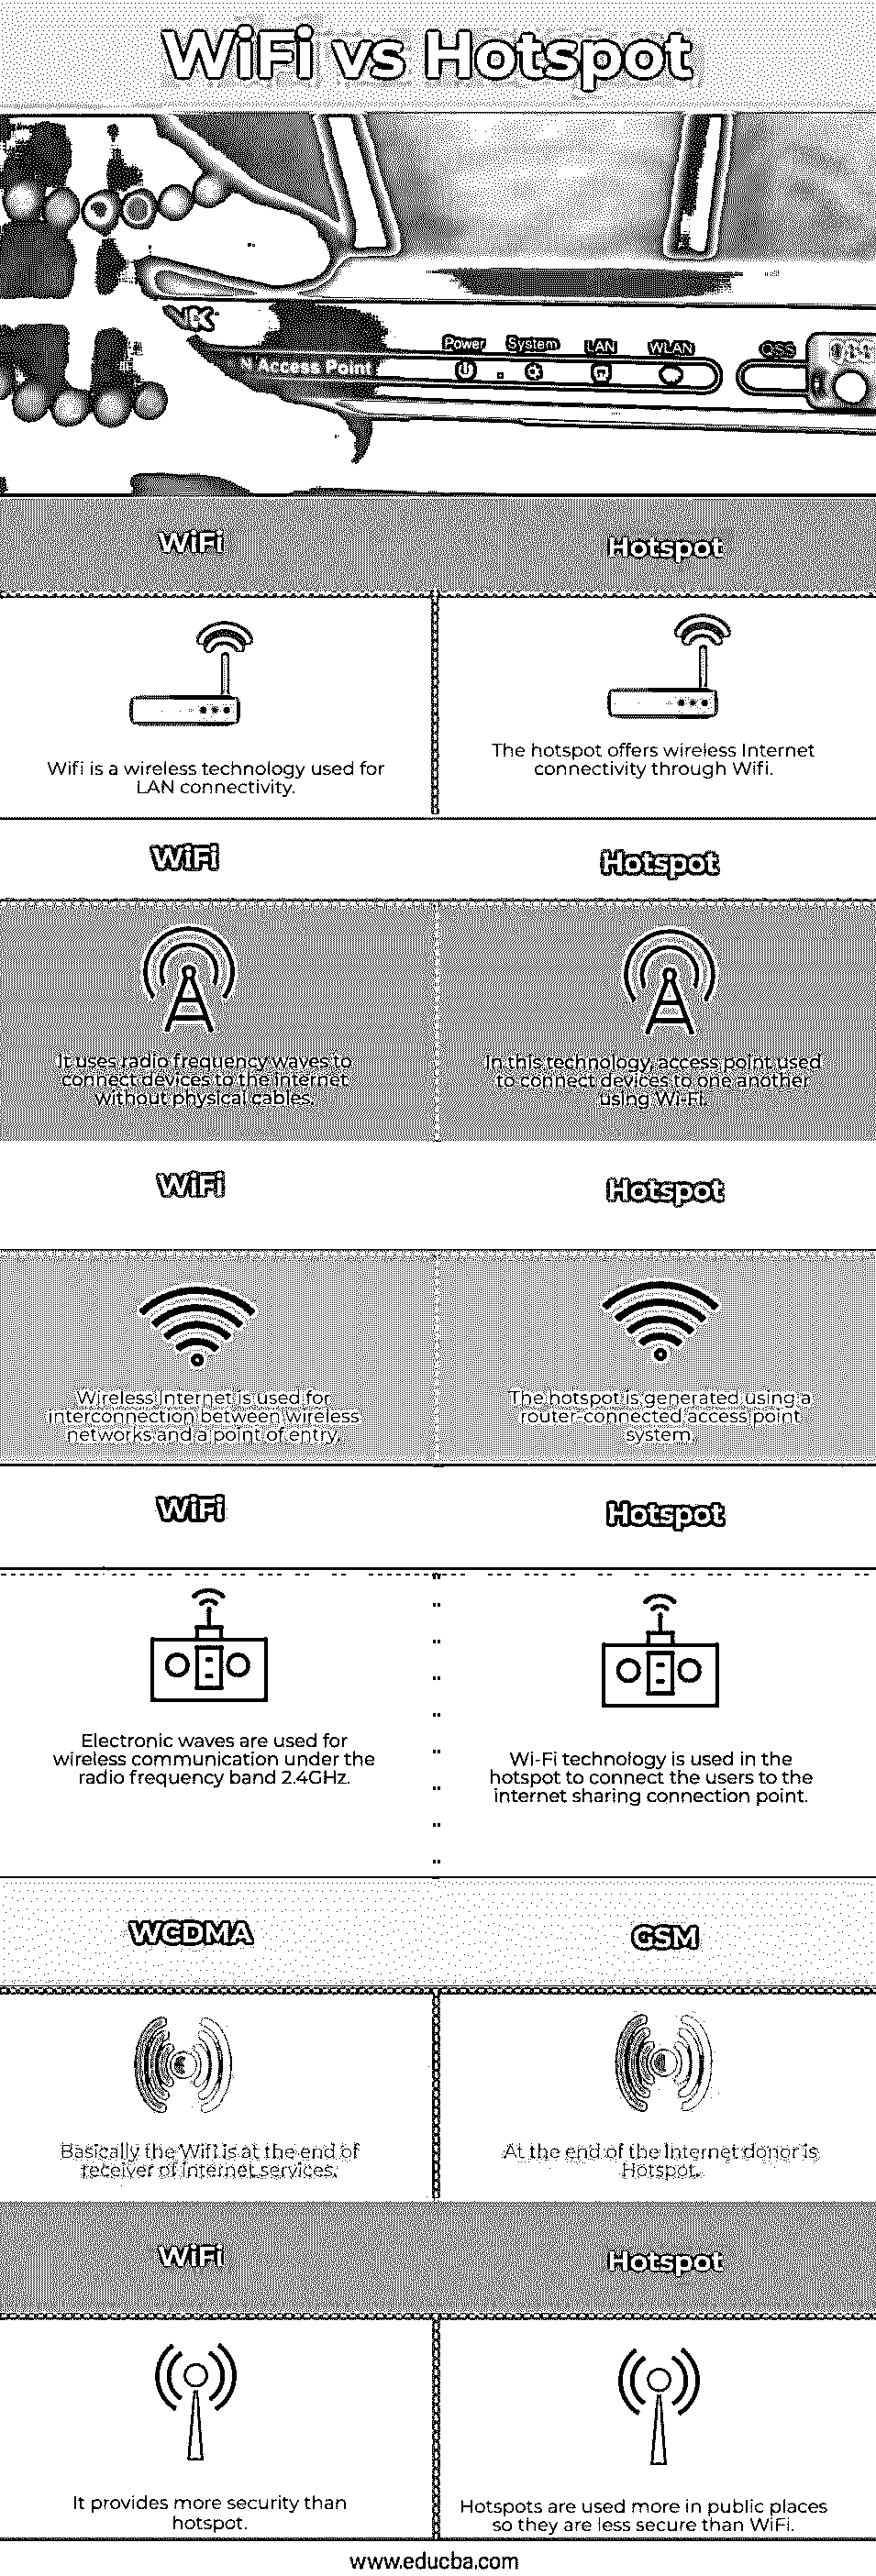 WiFi vs Hotspot
Power System LAN WLAN QSS
N Access Point
WiFi
Hotspot
Wifi is a wireless technology used for
LAN connectivity.
The hotspot offers wireless Internet
connectivity through Wifi.
WiFi
Hotspot
It uses radio frequency waves to
connect devices to the internet
without physical cables.
In this technology, access point used
to connect devices to one another
using Wi-Fi.
WiFi
Hotspot
Wireless Internet is used for
interconnection between wireless
networks and a point of entry.
The hotspot is generated using a
router-connected access point
system.
WiFi
Hotspot
Electronic waves are used for
wireless communication under the
radio frequency band 2.4GHz.
Wi-Fi technology is used in the
hotspot to connect the users to the
internet sharing connection point.
WCDMA
GSM
Basically the Wifi is at the end of
receiver of internet services.
At the end of the Internet donor is
Hotspot.
WiFi
Hotspot
It provides more security than
hotspot.
Hotspots are used more in public places
so they are less secure than WiFi.
www.educba.com